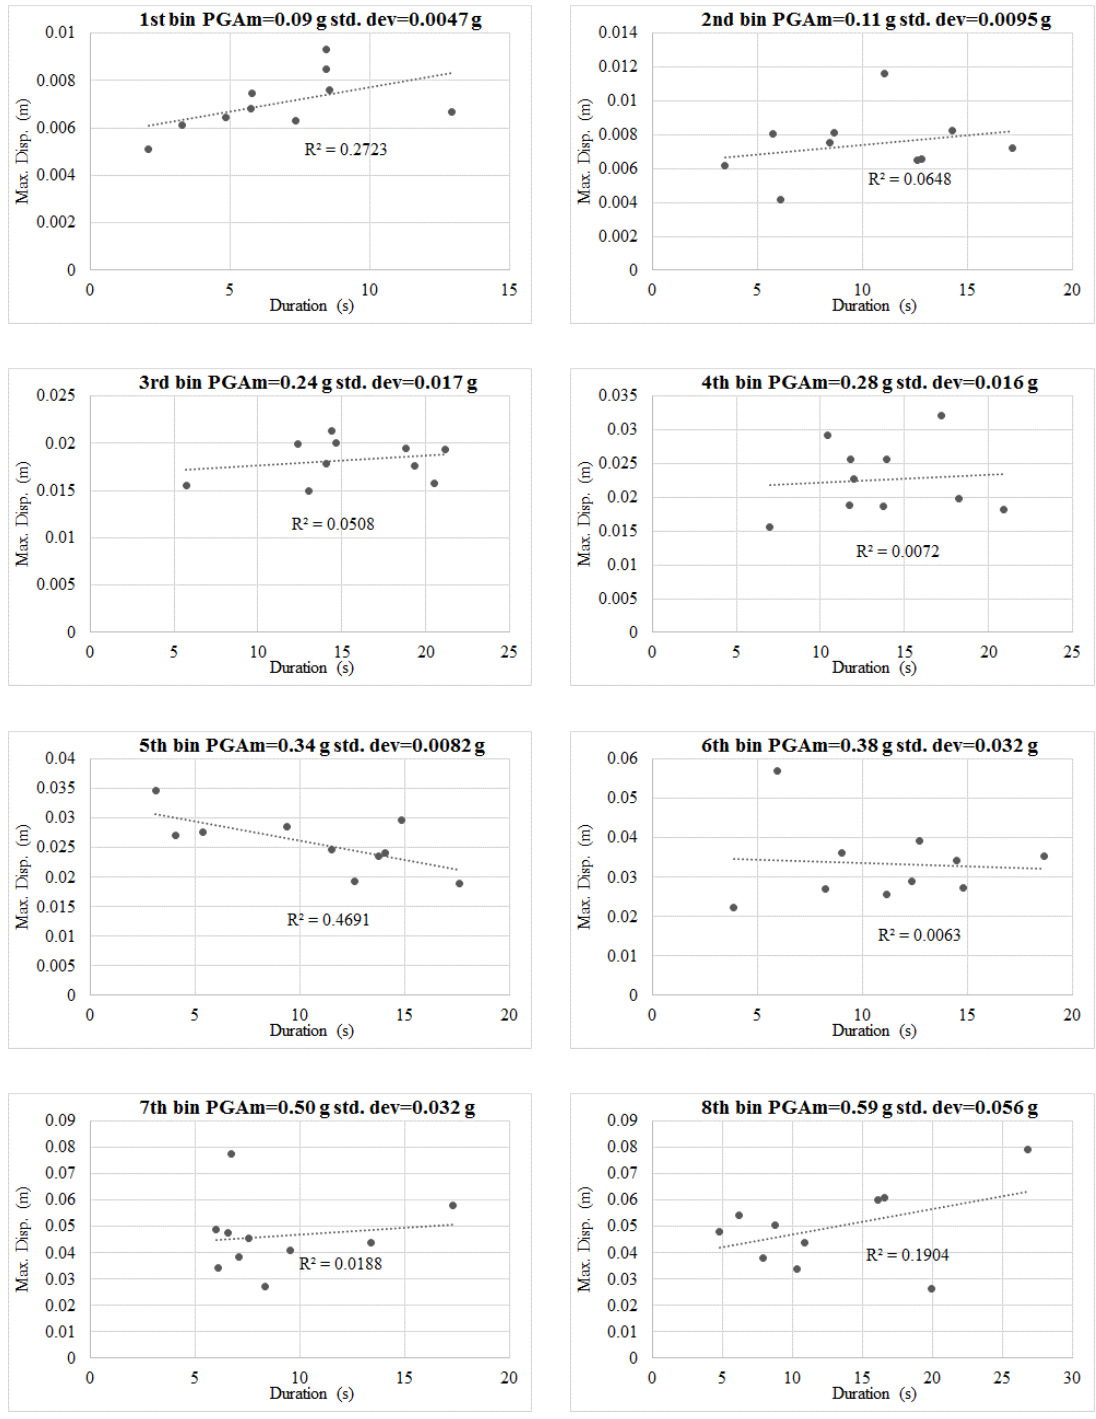 1st bin PGAm=0.09 g std. dev=0.0047 g
0.01
0.008
0.006
0.004
0.002
0
Max. Disp. (m)
R² = 0.2723
0 5 10 15
Duration (s)
2nd bin PGAm=0.11 g std. dev=0.0095 g
0.014
0.012
0.01
0.008
0.006
0.004
0.002
0
Max. Disp. (m)
R² = 0.0648
0 5 10 15 20
Duration (s)
3rd bin PGAm=0.24 g std. dev=0.017 g
0.025
0.02
0.015
0.01
0.005
0
Max. Disp. (m)
R² = 0.0508
0 5 10 15 20 25
Duration (s)
4th bin PGAm=0.28 g std. dev=0.016 g
0.035
0.03
0.025
0.02
0.015
0.01
0.005
0
Max. Disp. (m)
R² = 0.0072
0 5 10 15 20 25
Duration (s)
5th bin PGAm=0.34 g std. dev=0.0082 g
0.04
0.035
0.03
0.025
0.02
0.015
0.01
0.005
0
Max. Disp. (m)
R² = 0.4691
0 5 10 15 20
Duration (s)
6th bin PGAm=0.38 g std. dev=0.032 g
0.06
0.05
0.04
0.03
0.02
0.01
0
Max. Disp. (m)
R² = 0.0063
0 5 10 15 20
Duration (s)
7th bin PGAm=0.50 g std. dev=0.032 g
0.09
0.08
0.07
0.06
0.05
0.04
0.03
0.02
0.01
0
Max. Disp. (m)
R² = 0.0188
0 5 10 15 20
Duration (s)
8th bin PGAm=0.59 g std. dev=0.056 g
0.09
0.08
0.07
0.06
0.05
0.04
0.03
0.02
0.01
0
Max. Disp. (m)
R² = 0.1904
0 5 10 15 20 25 30
Duration (s)